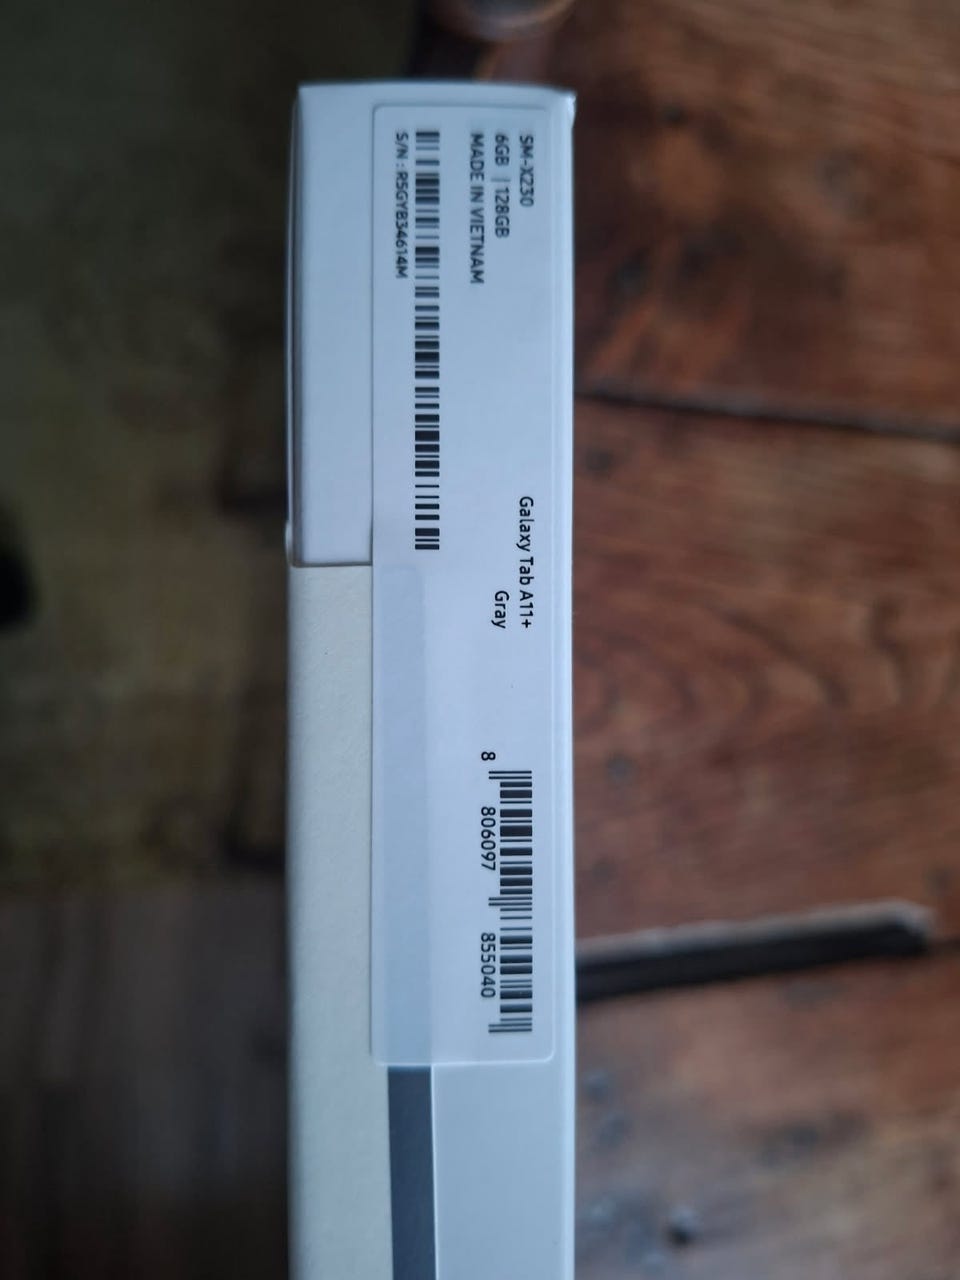 SM-X230
6GB | 128GB
MADE IN VIETNAM
S/N : R5GYB34614M
Galaxy Tab A11+
Gray
8 806097 855040